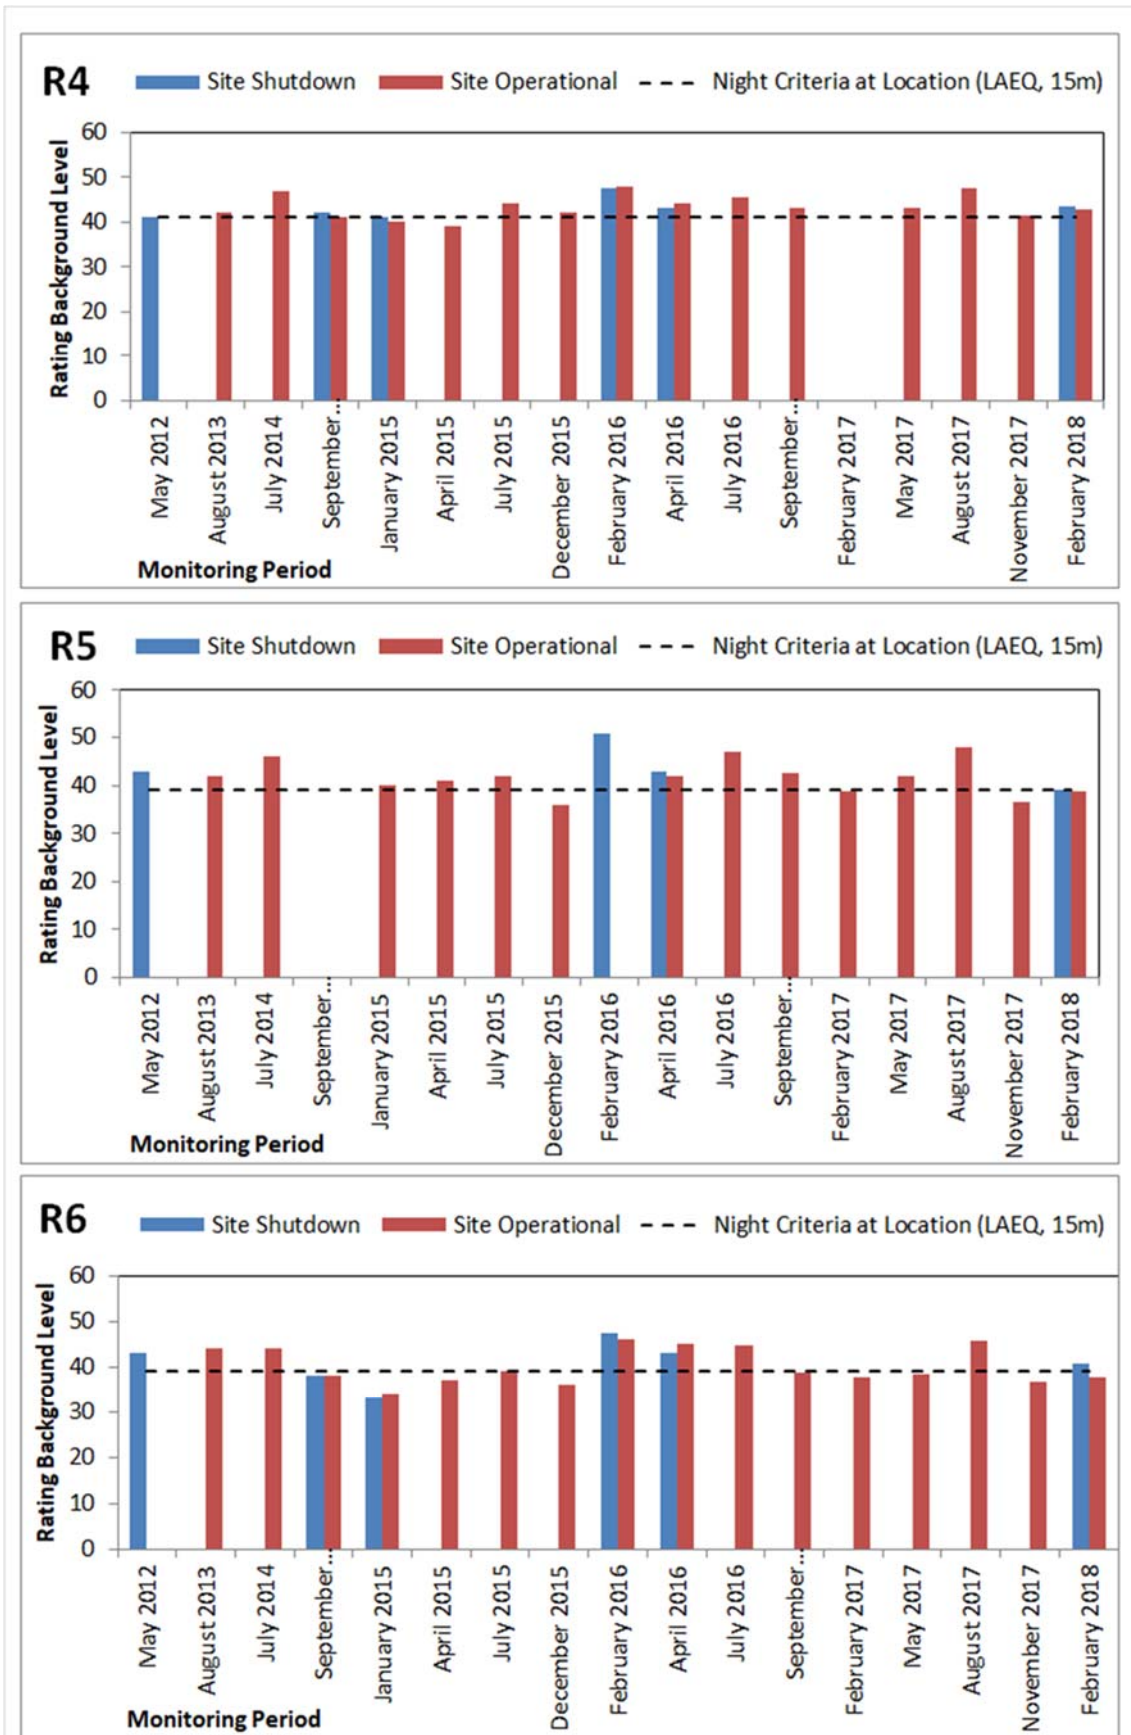 R4
Site Shutdown Site Operational Night Criteria at Location (LAEQ, 15m)
Rating Background Level
60
50
40
30
20
10
0
May 2012
August 2013
July 2014
September...
January 2015
April 2015
July 2015
December 2015
February 2016
April 2016
July 2016
September...
February 2017
May 2017
August 2017
November 2017
February 2018
Monitoring Period
R5
Site Shutdown Site Operational Night Criteria at Location (LAEQ, 15m)
Rating Background Level
60
50
40
30
20
10
0
May 2012
August 2013
July 2014
September...
January 2015
April 2015
July 2015
December 2015
February 2016
April 2016
July 2016
September...
February 2017
May 2017
August 2017
November 2017
February 2018
Monitoring Period
R6
Site Shutdown Site Operational Night Criteria at Location (LAEQ, 15m)
Rating Background Level
60
50
40
30
20
10
0
May 2012
August 2013
July 2014
September...
January 2015
April 2015
July 2015
December 2015
February 2016
April 2016
July 2016
September...
February 2017
May 2017
August 2017
November 2017
February 2018
Monitoring Period